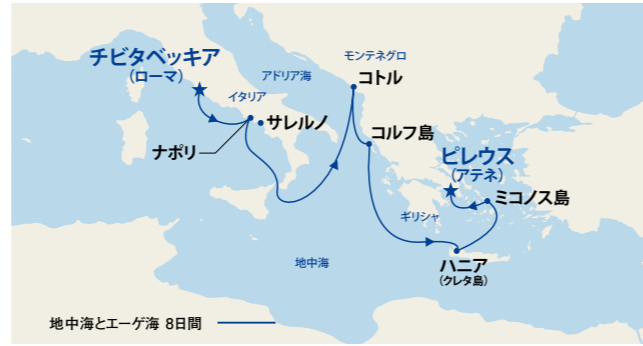 チビタベッキア
(ローマ)
アドリア海
モンテネグロ
コトル
イタリア
サレルノ
ナポリ
コルフ島
ピレウス
(アテネ)
ミコノス島
ギリシャ
地中海
ハニア
(クレタ島)
地中海とエーゲ海 8日間